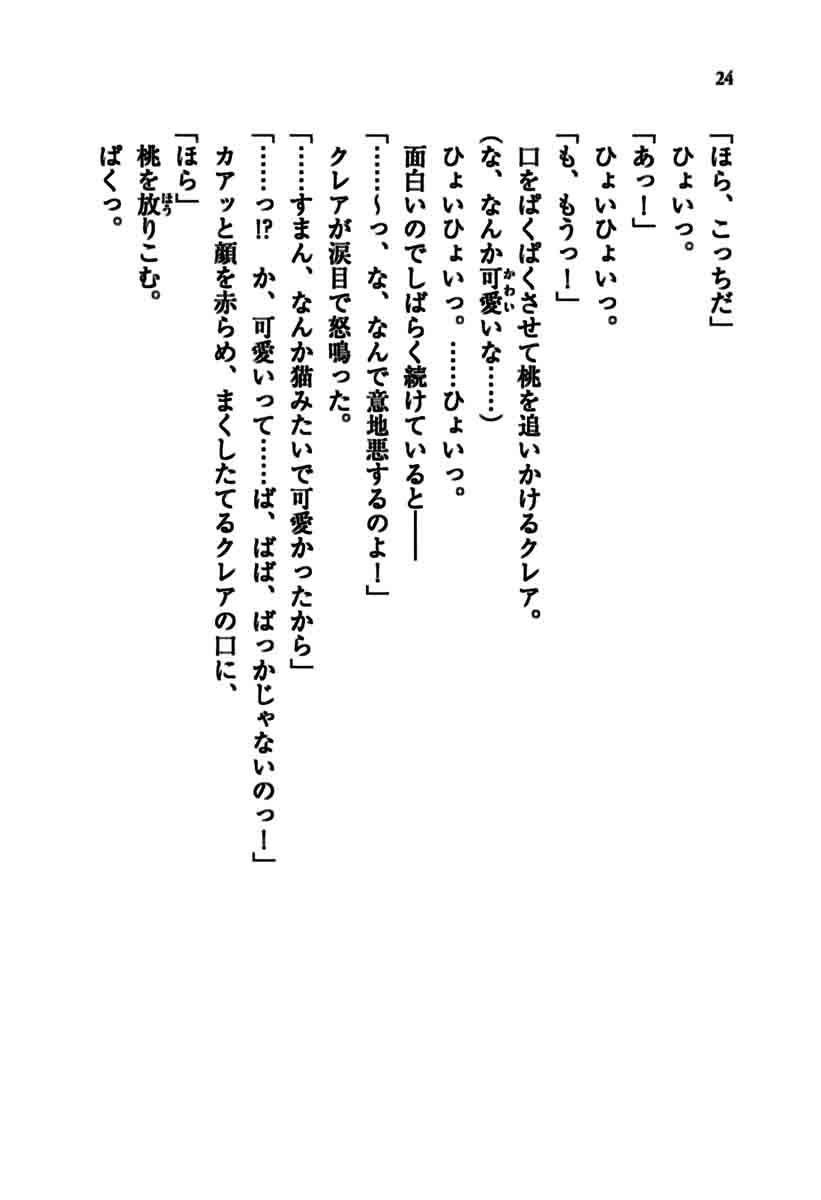 24
「ほら、こっちだ」
ひょいっ。
「あっ！」
ひょいひょいっ。
「も、もうっ！」
口をぱくぱくさせて桃を追いかけるクレア。
（な、なんか可愛いな……）
ひょいひょいっ。……ひょいっ。
面白いのでしばらく続けていると――
「……～っ、な、なんで意地悪するのよ！」
クレアが涙目で怒鳴った。
「……すまん、なんか猫みたいで可愛かったから」
「……っ!? か、可愛いって……ば、ばば、ばっかじゃないのっ！」
カアッと顔を赤らめ、まくしたてるクレアの口に、
「ほら」
桃を放りこむ。
ぱくっ。